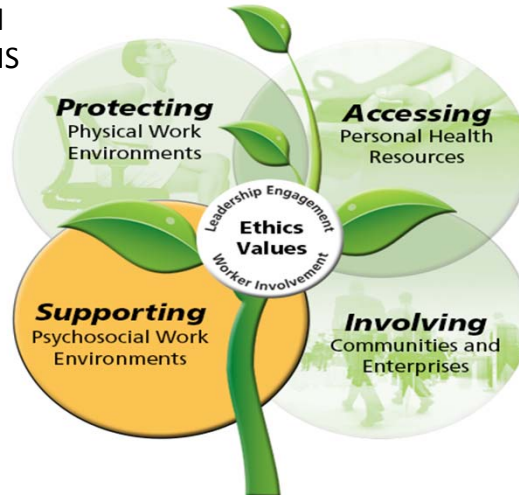 Protecting
Physical Work
Environments
Accessing
Personal Health
Resources
Leadership Engagement
Ethics
Values
Worker Involvement
Supporting
Psychosocial Work
Environments
Involving
Communities and
Enterprises